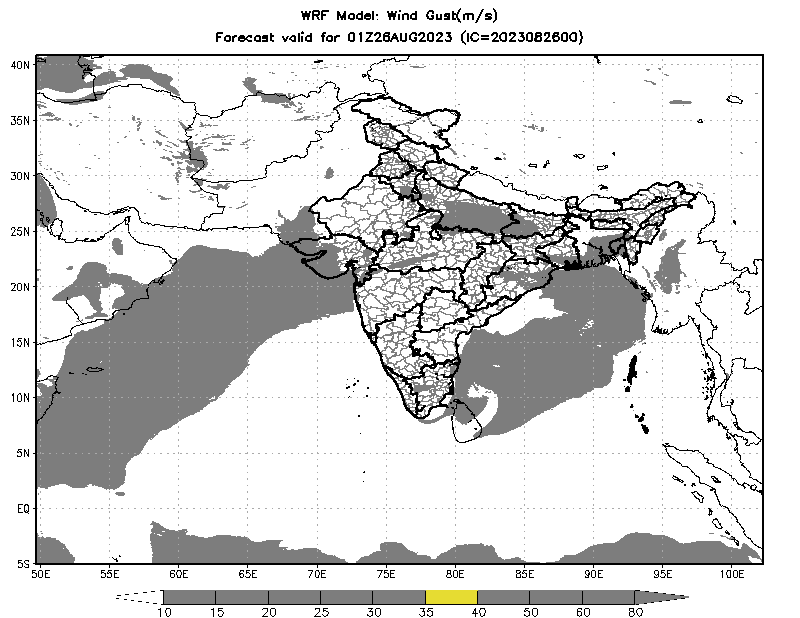 WRF Model: Wind Gust(m/s)
Forecast valid for 01Z26AUG2023 (IC=2023082600)
40N
35N
30N
25N
20N
15N
10N
5N
EQ
5S
50E 55E 60E 65E 70E 75E 80E 85E 90E 95E 100E
10 15 20 25 30 35 40 50 60 80